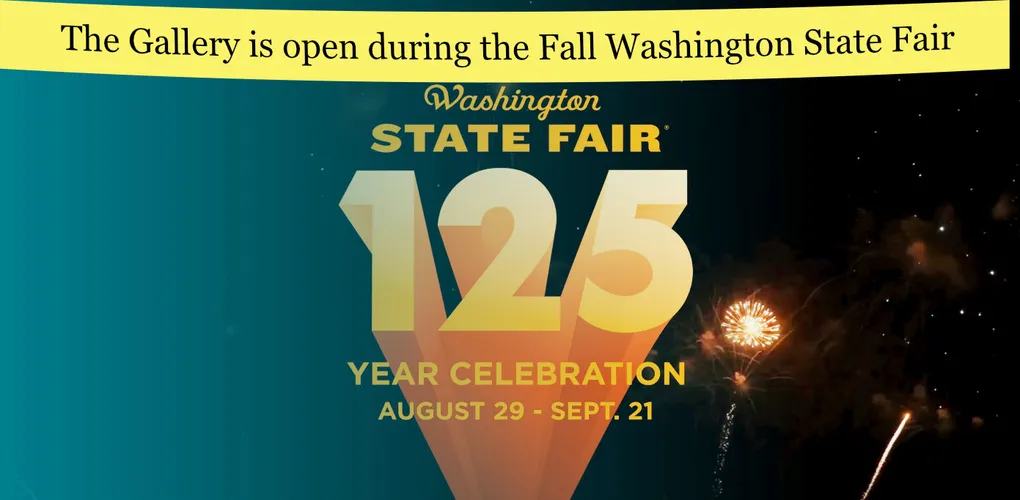 The Gallery is open during the Fall Washington State Fair
Washington
STATE FAIR®
125
YEAR CELEBRATION
AUGUST 29 - SEPT. 21